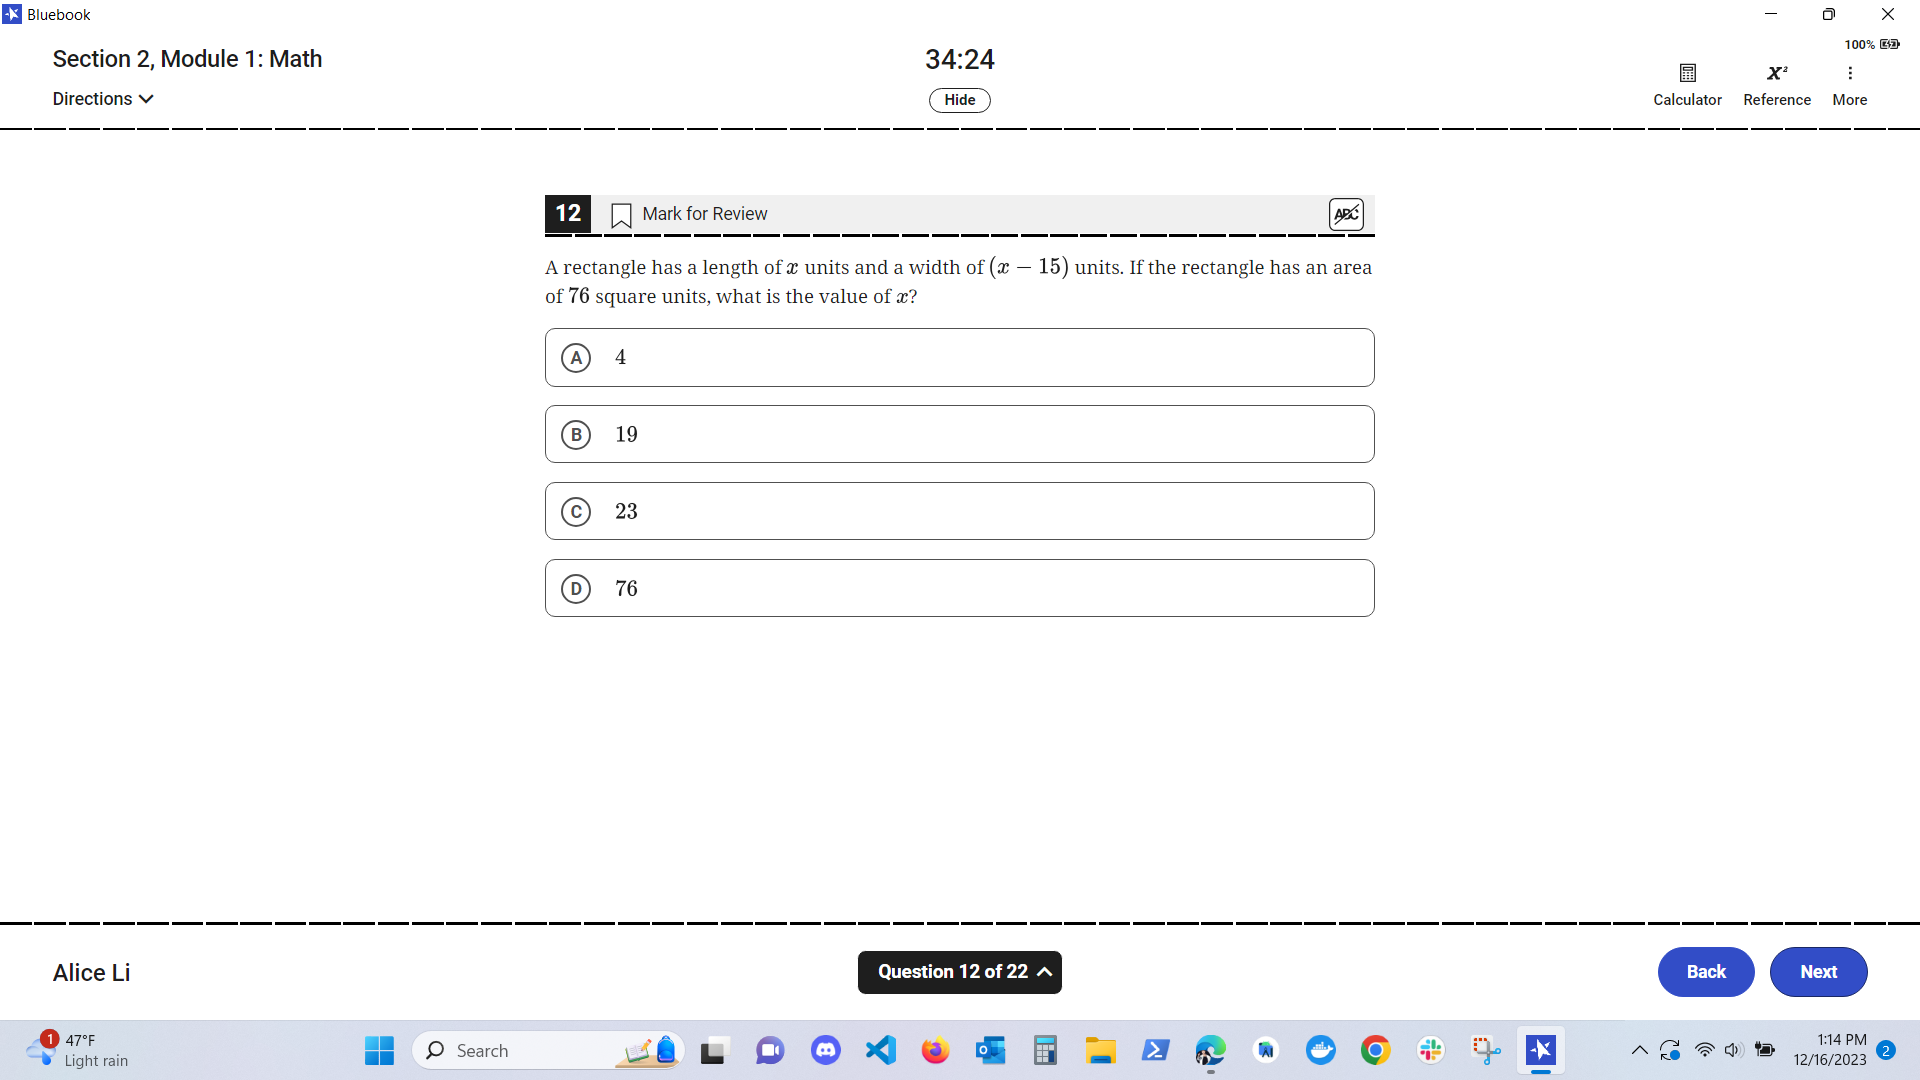 Bluebook
Section 2, Module 1: Math
34:24
100%
Directions
Hide
Calculator
Reference
More
12
Mark for Review
ABC
A rectangle has a length of x units and a width of (x − 15) units. If the rectangle has an area
of 76 square units, what is the value of x?
A 4
B 19
C 23
D 76
Alice Li
Question 12 of 22
Back
Next
1
47°F
Light rain
Search
1:14 PM
12/16/2023
2